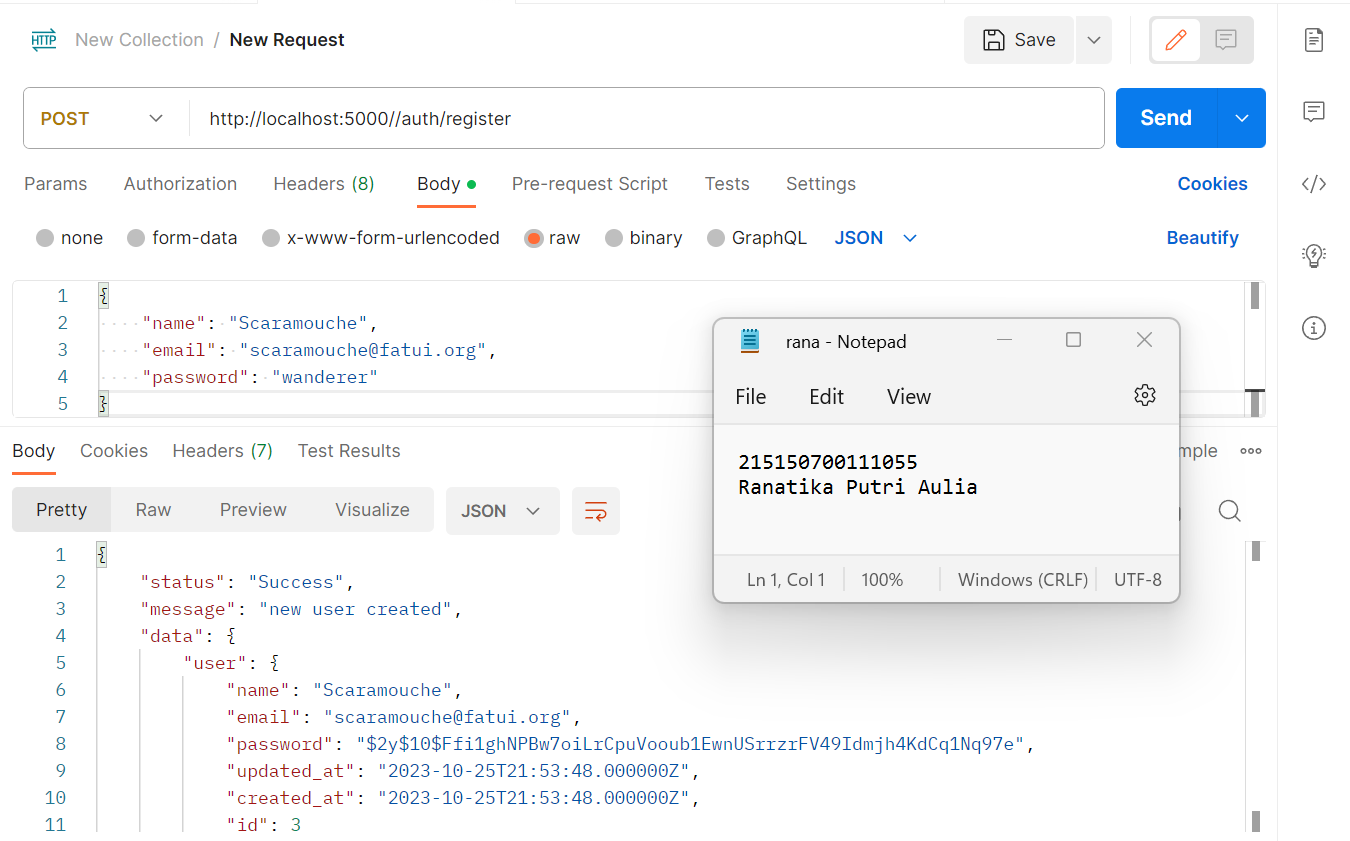 HTTP New Collection / New Request Save
POST http://localhost:5000//auth/register Send
Params Authorization Headers (8) Body Pre-request Script Tests Settings Cookies
none form-data x-www-form-urlencoded raw binary GraphQL JSON Beautify
1 {
2 "name": "Scaramouche",
3 "email": "scaramouche@fatui.org",
4 "password": "wanderer"
5 }
rana - Notepad
File Edit View
215150700111055
Ranatika Putri Aulia
Ln 1, Col 1 100% Windows (CRLF) UTF-8
Body Cookies Headers (7) Test Results mple
Pretty Raw Preview Visualize JSON
1 {
2 "status": "Success",
3 "message": "new user created",
4 "data": {
5 "user": {
6 "name": "Scaramouche",
7 "email": "scaramouche@fatui.org",
8 "password": "$2y$10$Ffi1ghNPBw7oiLrCpuVooub1EwnUSrrzrFV49Idmjh4KdCq1Nq97e",
9 "updated_at": "2023-10-25T21:53:48.000000Z",
10 "created_at": "2023-10-25T21:53:48.000000Z",
11 "id": 3